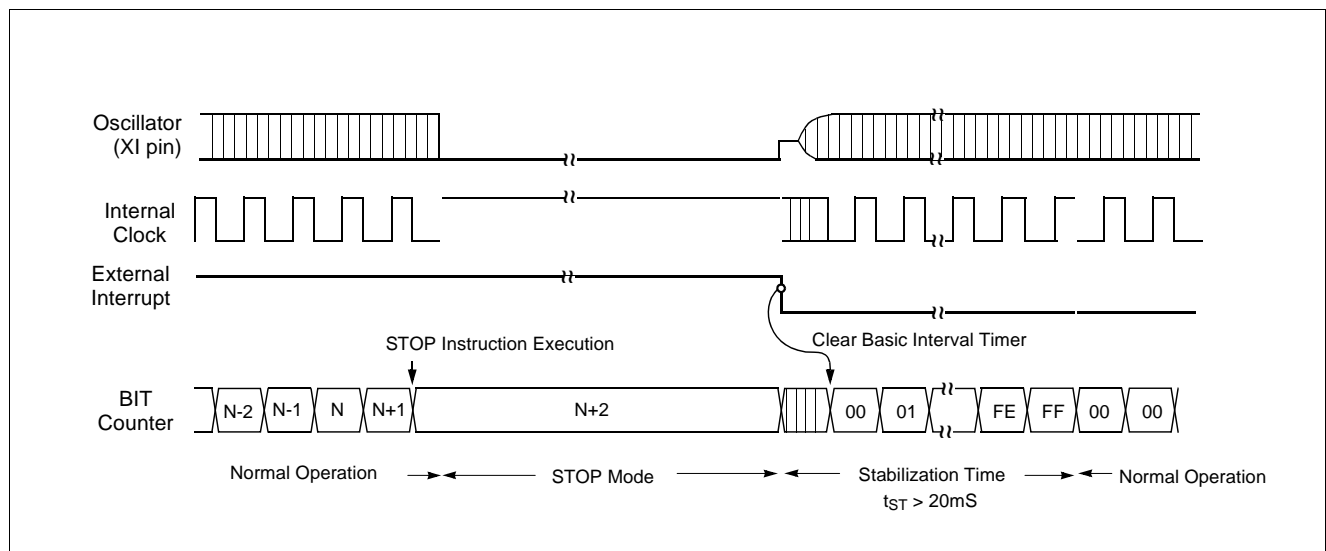 Oscillator
(XI pin)
Internal
Clock
External
Interrupt
STOP Instruction Execution
Clear Basic Interval Timer
BIT
Counter
N-2 N-1 N N+1 N+2 00 01 FE FF 00 00
Normal Operation STOP Mode Stabilization Time Normal Operation
tST > 20mS